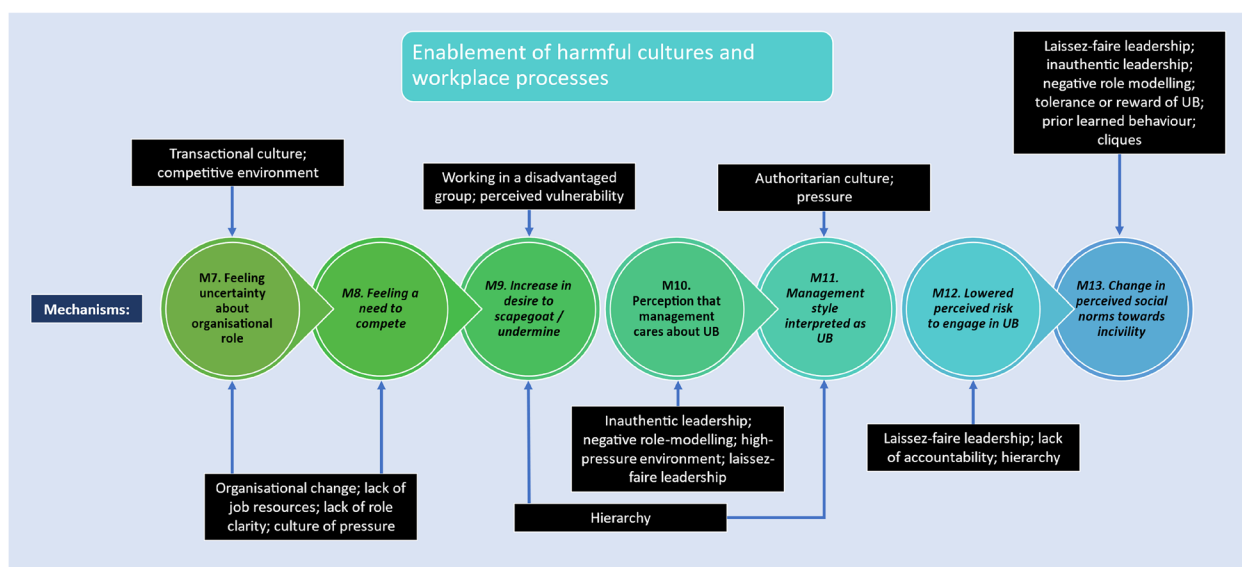 Enablement of harmful cultures and
workplace processes
Laissez-faire leadership;
inauthentic leadership;
negative role modelling;
tolerance or reward of UB;
prior learned behaviour;
cliques
Transactional culture;
competitive environment
Working in a disadvantaged
group; perceived vulnerability
Authoritarian culture;
pressure
Mechanisms:
M7. Feeling
uncertainty
about
organisational
role
M8. Feeling a
need to
compete
M9. Increase in
desire to
scapegoat /
undermine
M10.
Perception that
management
cares about UB
M11.
Management
style
interpreted as
UB
M12. Lowered
perceived risk
to engage in UB
M13. Change in
perceived social
norms towards
incivility
Organisational change; lack of
job resources; lack of role
clarity; culture of pressure
Inauthentic leadership;
negative role-modelling; high-
pressure environment; laissez-
faire leadership
Hierarchy
Laissez-faire leadership; lack
of accountability; hierarchy